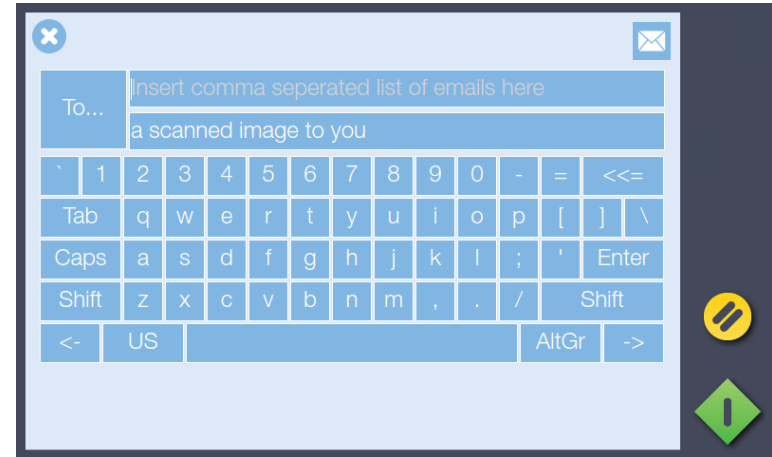 To...
Insert comma seperated list of emails here
a scanned image to you
` 1 2 3 4 5 6 7 8 9 0 - = <<=
Tab q w e r t y u i o p [ ] \
Caps a s d f g h j k l ; ' Enter
Shift z x c v b n m , . / Shift
<- US AltGr ->